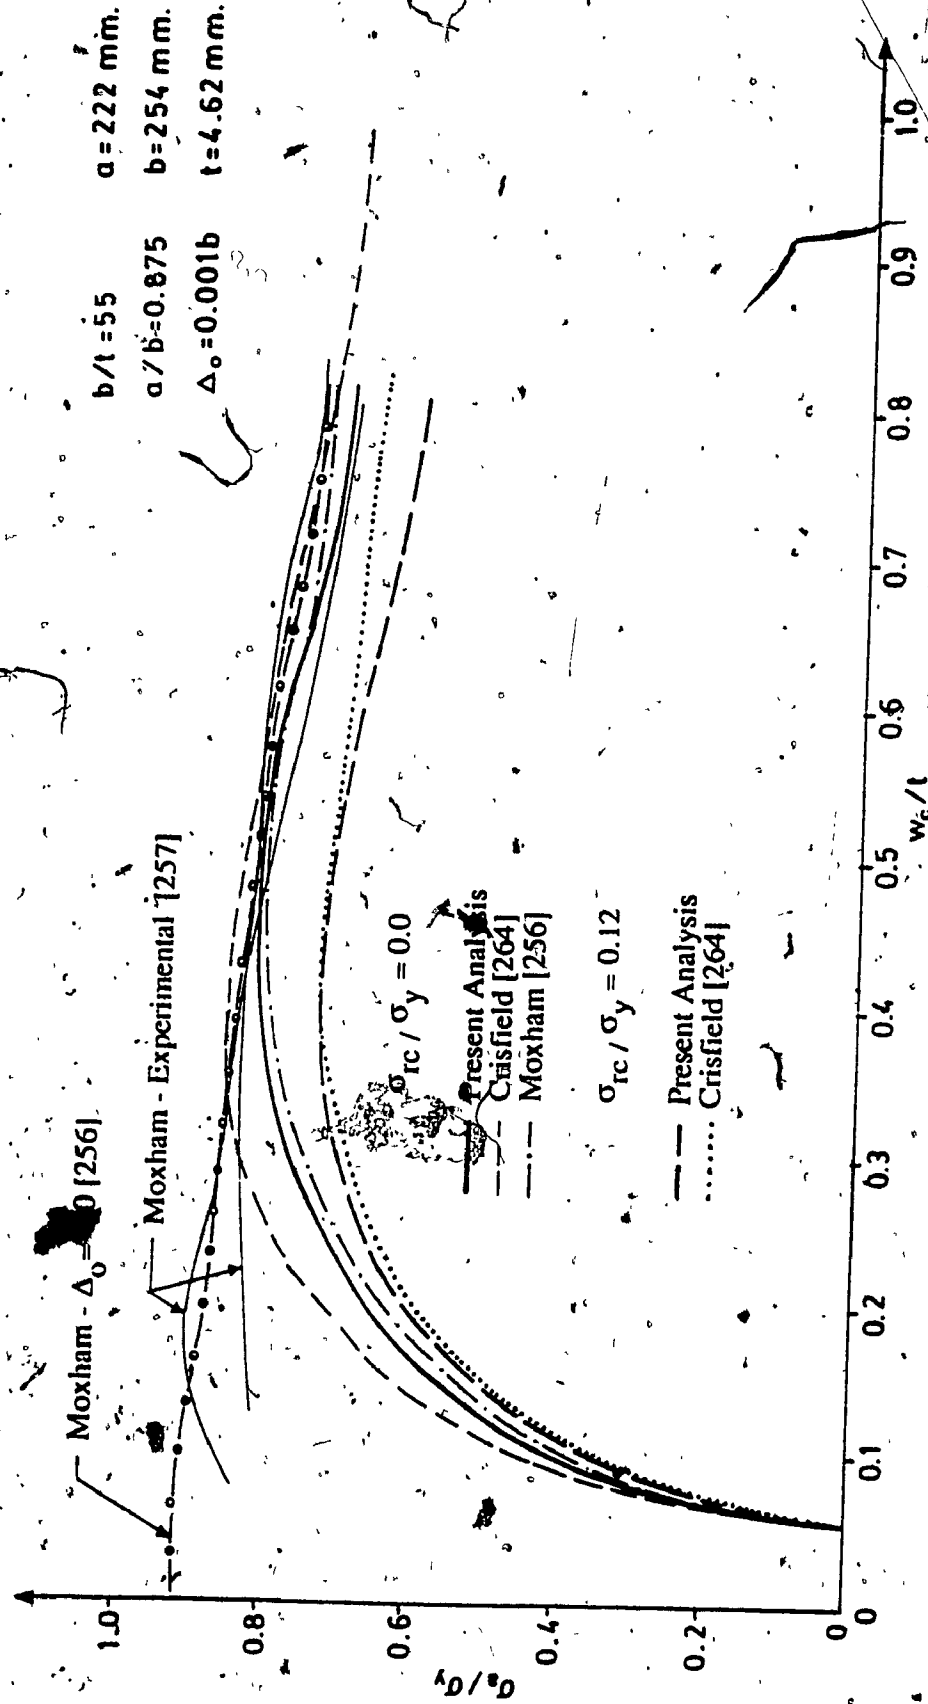 b/t =55 a=222 mm.
a/b=0.875 b=254 mm.
Δo=0.001b t=4.62 mm.
Moxham - Δo= 0 [256]
Moxham - Experimental [257]
σrc / σy = 0.0
Present Analysis
Crisfield [264]
Moxham [256]
σrc / σy = 0.12
Present Analysis
Crisfield [264]
σa / σy
1.0
0.8
0.6
0.4
0.2
0
0
0.1
0.2
0.3
0.4
0.5
0.6
0.7
0.8
0.9
1.0
wc/t